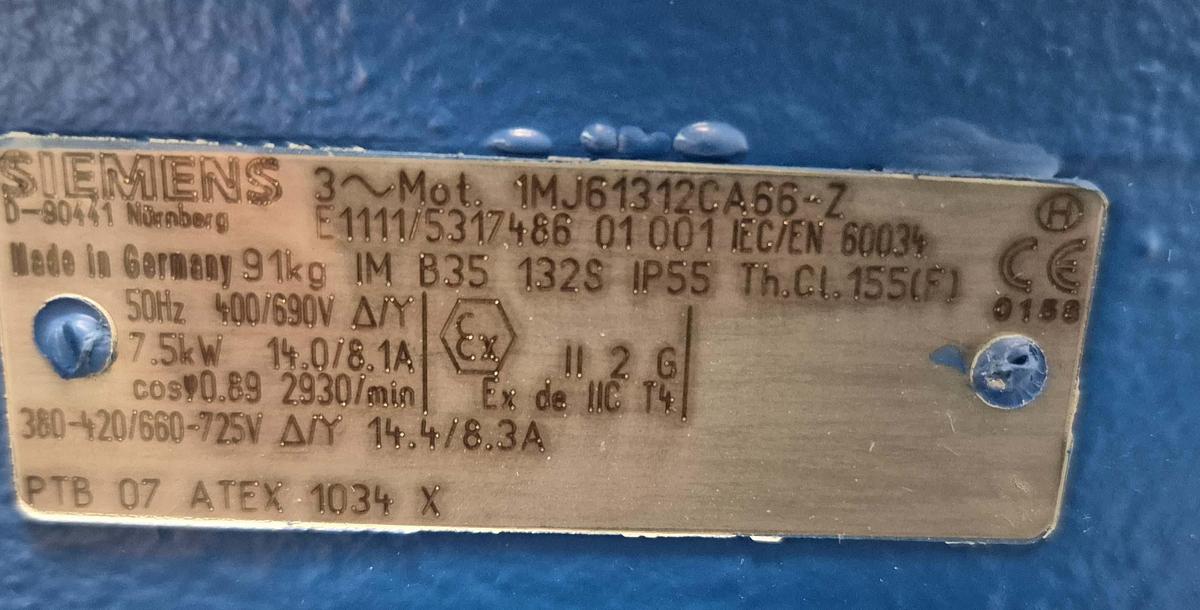 SIEMENS 3~Mot. 1MJ61312CA66-Z
D-90441 Nürnberg E1111/5317486 01 001 IEC/EN 60034
Made in Germany 91kg IM B35 132S IP55 Th.Cl.155(F)
CE
0158
50Hz 400/690V Δ/Y
7.5kW 14.0/8.1A
cosφ0.89 2930/min
εx II 2 G
Ex de IIC T4
380-420/660-725V Δ/Y 14.4/8.3A
PTB 07 ATEX 1034 X
H